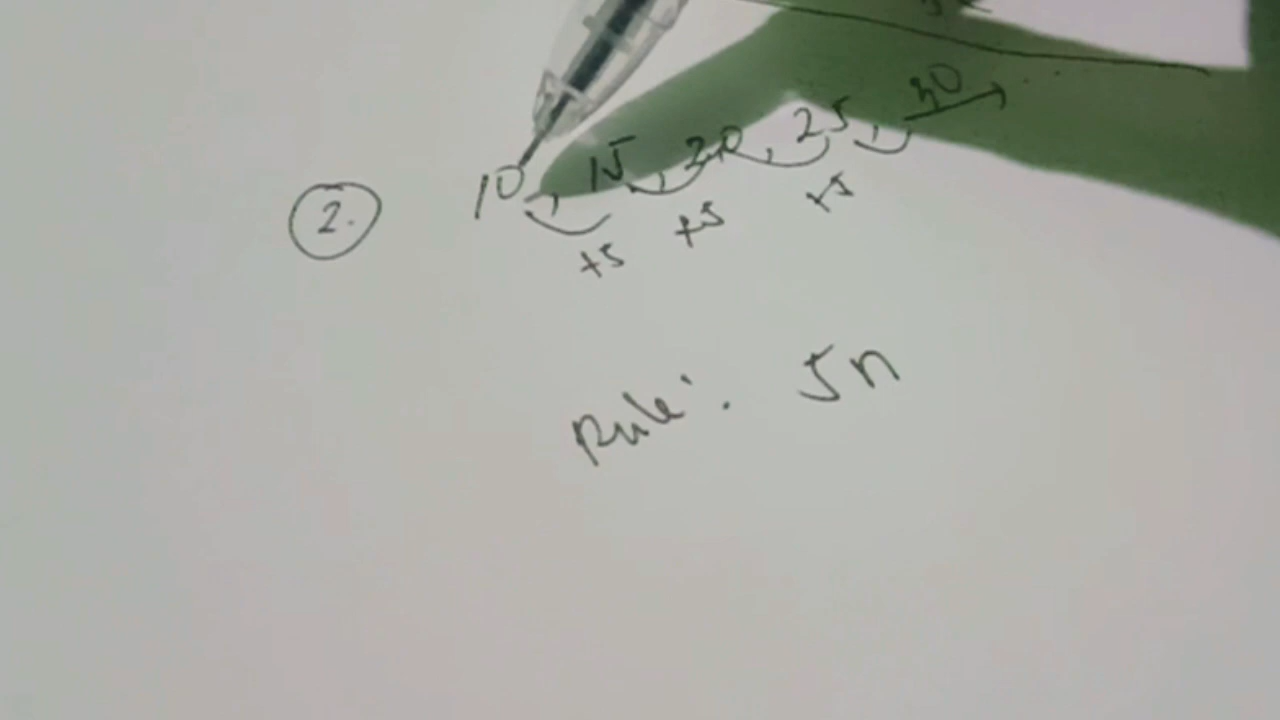 2. 10, 15, 20, 25, 30 ...
+5 +5 +5
Rule: 5n